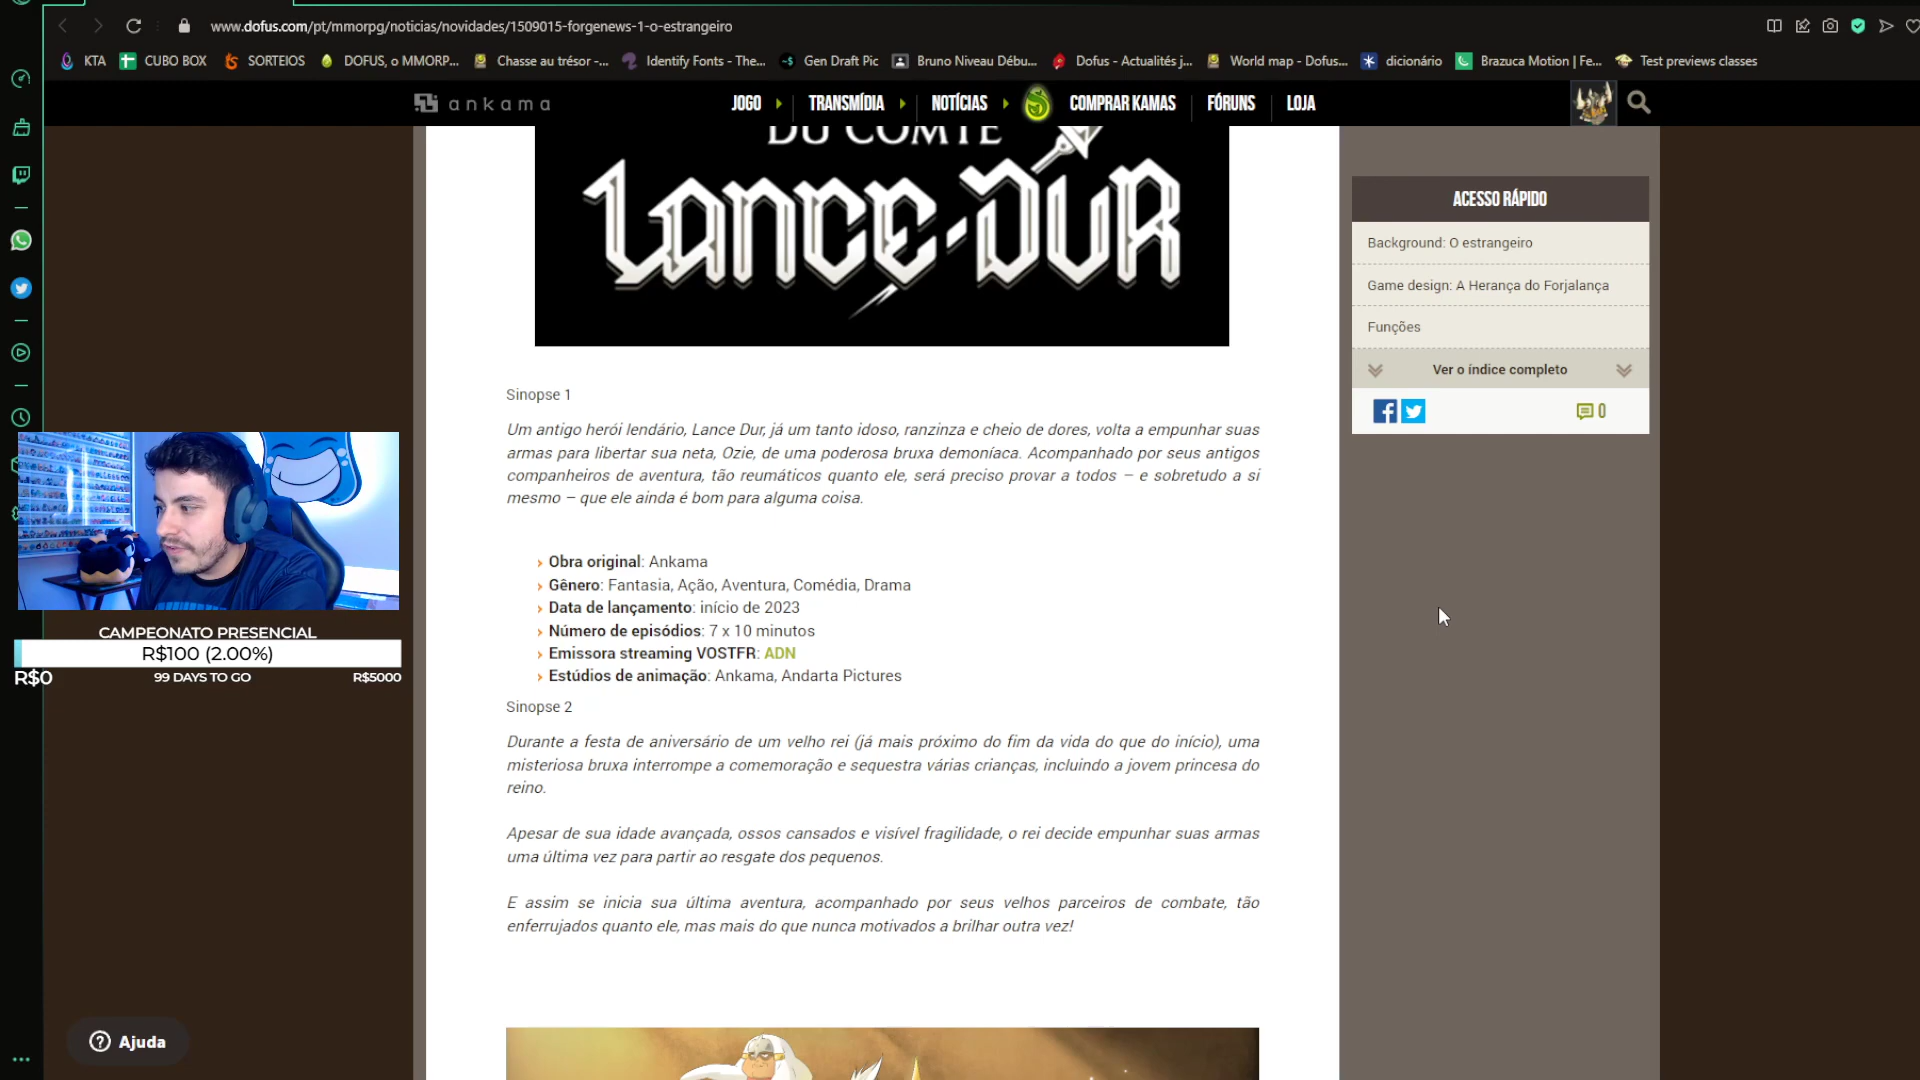 www.dofus.com/pt/mmorpg/noticias/novidades/1509015-forgenews-1-o-estrangeiro
KTA CUBO BOX SORTEIOS DOFUS, o MMORP... Chasse au trésor -... Identify Fonts - The... Gen Draft Pic Bruno Niveau Débu... Dofus - Actualités j... World map - Dofus... dicionário Brazuca Motion | Fe... Test previews classes
ankama JOGO TRANSMÍDIA NOTÍCIAS COMPRAR KAMAS FÓRUNS LOJA
DU COMTE
LANCE-DUR
ACESSO RÁPIDO
Background: O estrangeiro
Game design: A Herança do Forjalança
Funções
Ver o índice completo
0
Sinopse 1
Um antigo herói lendário, Lance Dur, já um tanto idoso, ranzinza e cheio de dores, volta a empunhar suas
armas para libertar sua neta, Ozie, de uma poderosa bruxa demoníaca. Acompanhado por seus antigos
companheiros de aventura, tão reumáticos quanto ele, será preciso provar a todos – e sobretudo a si
mesmo – que ele ainda é bom para alguma coisa.
Obra original: Ankama
Gênero: Fantasia, Ação, Aventura, Comédia, Drama
Data de lançamento: início de 2023
Número de episódios: 7 x 10 minutos
Emissora streaming VOSTFR: ADN
Estúdios de animação: Ankama, Andarta Pictures
Sinopse 2
Durante a festa de aniversário de um velho rei (já mais próximo do fim da vida do que do início), uma
misteriosa bruxa interrompe a comemoração e sequestra várias crianças, incluindo a jovem princesa do
reino.
Apesar de sua idade avançada, ossos cansados e visível fragilidade, o rei decide empunhar suas armas
uma última vez para partir ao resgate dos pequenos.
E assim se inicia sua última aventura, acompanhado por seus velhos parceiros de combate, tão
enferrujados quanto ele, mas mais do que nunca motivados a brilhar outra vez!
CAMPEONATO PRESENCIAL
R$100 (2.00%)
R$0 99 DAYS TO GO R$5000
Ajuda